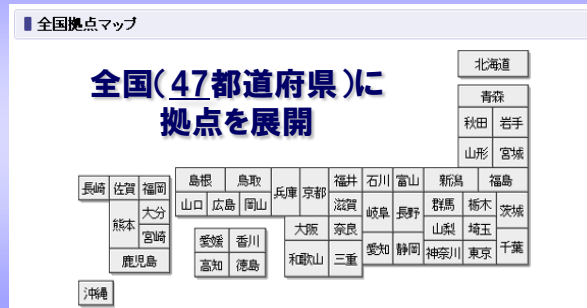 全国拠点マップ
全国(47都道府県)に
拠点を展開
北海道
青森
秋田 岩手
山形 宮城
島根 鳥取 兵庫 京都 福井 石川 富山 新潟 福島
長崎 佐賀 福岡
山口 広島 岡山 滋賀 岐阜 長野 群馬 栃木 茨城
熊本 大分
大阪 奈良 山梨 埼玉
宮崎 愛媛 香川
和歌山 三重 愛知 静岡 神奈川 東京 千葉
鹿児島 高知 徳島
沖縄